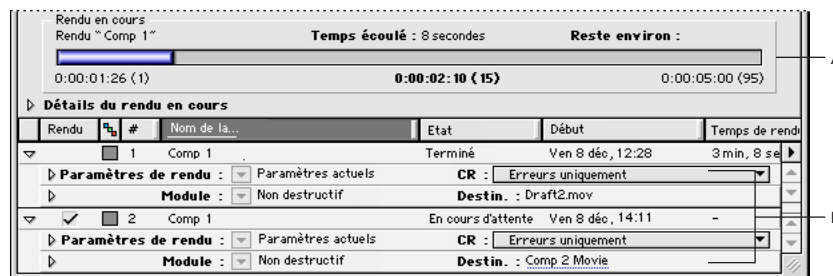 Rendu en cours
Rendu “ Comp 1” Temps écoulé : 8 secondes Reste environ :
0:00:01:26 (1) 0:00:02:10 (15) 0:00:05:00 (95)
Détails du rendu en cours
Rendu # Nom de la... Etat Début Temps de rendu
1 Comp 1 Terminé Ven 8 déc, 12:28 3 min, 8 se
Paramètres de rendu : Paramètres actuels CR : Erreurs uniquement
Module : Non destructif Destin. : Draft2.mov
2 Comp 1 En cours d'attente Ven 8 déc, 14:11 -
Paramètres de rendu : Paramètres actuels CR : Erreurs uniquement
Module : Non destructif Destin. : Comp 2 Movie